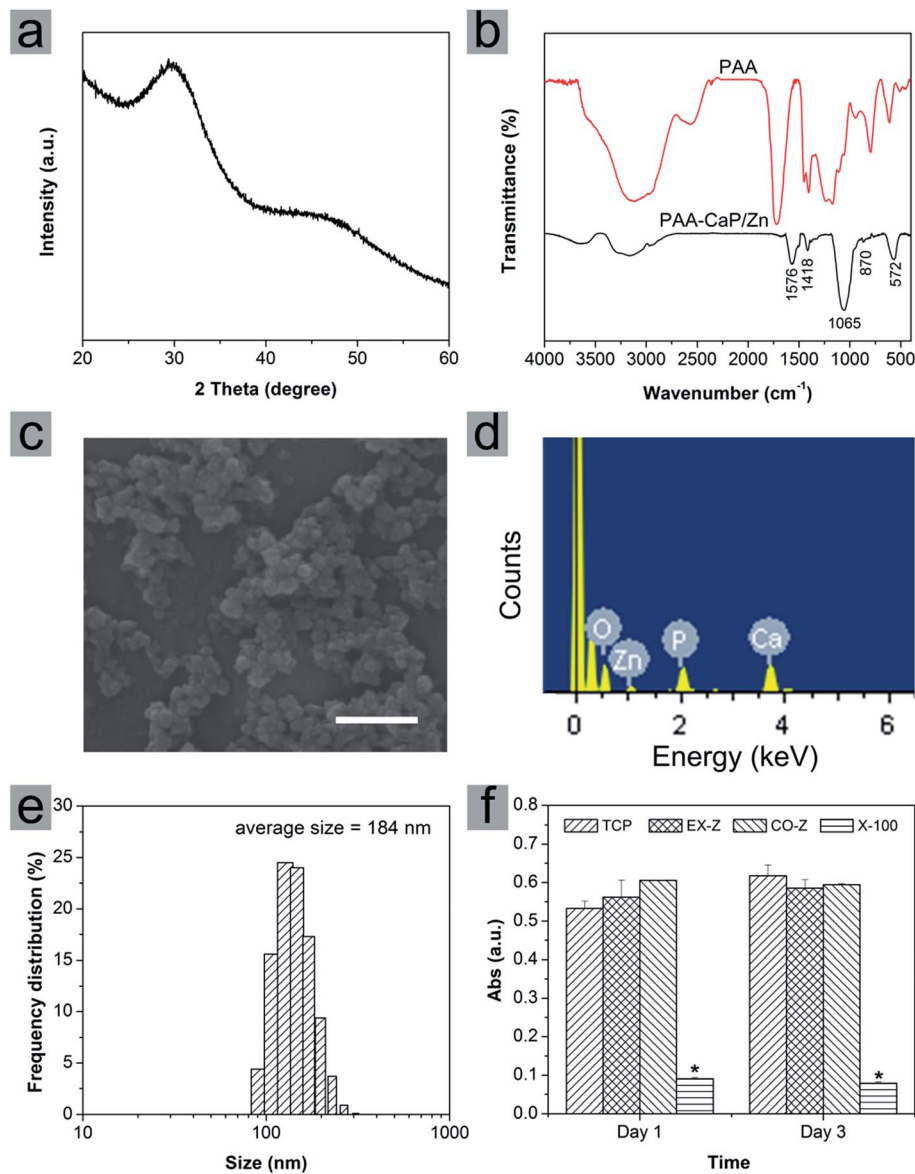 a
Intensity (a.u.)
20 30 40 50 60
2 Theta (degree)
b
Transmittance (%)
PAA
PAA-CaP/Zn
1576
1418
1065
870
572
4000 3500 3000 2500 2000 1500 1000 500
Wavenumber (cm⁻¹)
c
d
Counts
O
Zn
P
Ca
0 2 4 6
Energy (keV)
e
Frequency distribution (%)
average size = 184 nm
30
25
20
15
10
5
0
10 100 1000
Size (nm)
f
Abs (a.u.)
TCP EX-Z CO-Z X-100
0.8
0.7
0.6
0.5
0.4
0.3
0.2
0.1
0.0
*
*
Day 1 Day 3
Time